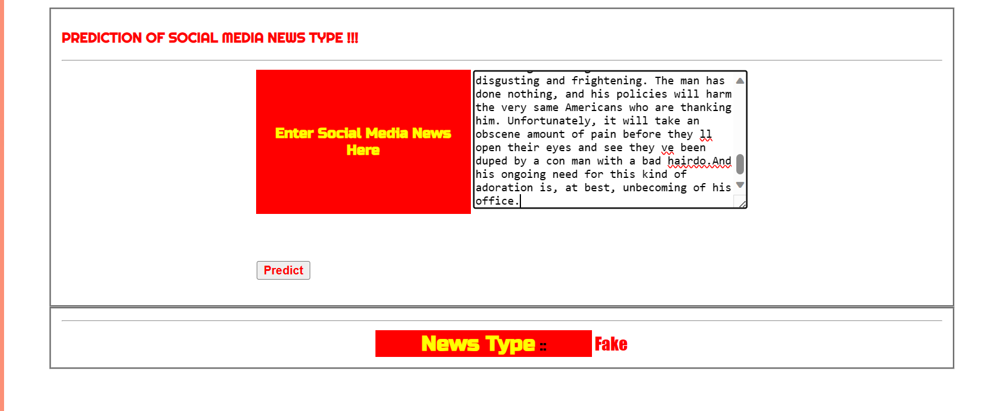 PREDICTION OF SOCIAL MEDIA NEWS TYPE !!!
Enter Social Media News
Here
disgusting and frightening. The man has
done nothing, and his policies will harm
the very same Americans who are thanking
him. Unfortunately, it will take an
obscene amount of pain before they ll
open their eyes and see they ve been
duped by a con man with a bad hairdo.And
his ongoing need for this kind of
adoration is, at best, unbecoming of his
office.
Predict
News Type :: Fake